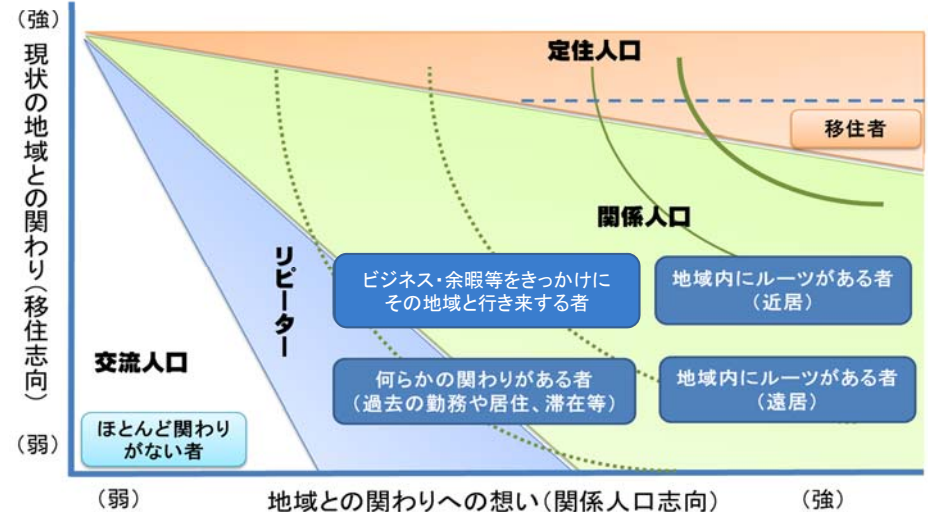 （強）
現状の地域との関わり（移住志向）
（弱）
定住人口
移住者
関係人口
リピーター
ビジネス・余暇等をきっかけに
その地域と行き来する者
地域内にルーツがある者
（近居）
交流人口
何らかの関わりがある者
（過去の勤務や居住、滞在等）
地域内にルーツがある者
（遠居）
ほとんど関わり
がない者
（弱）
地域との関わりへの想い（関係人口志向）
（強）